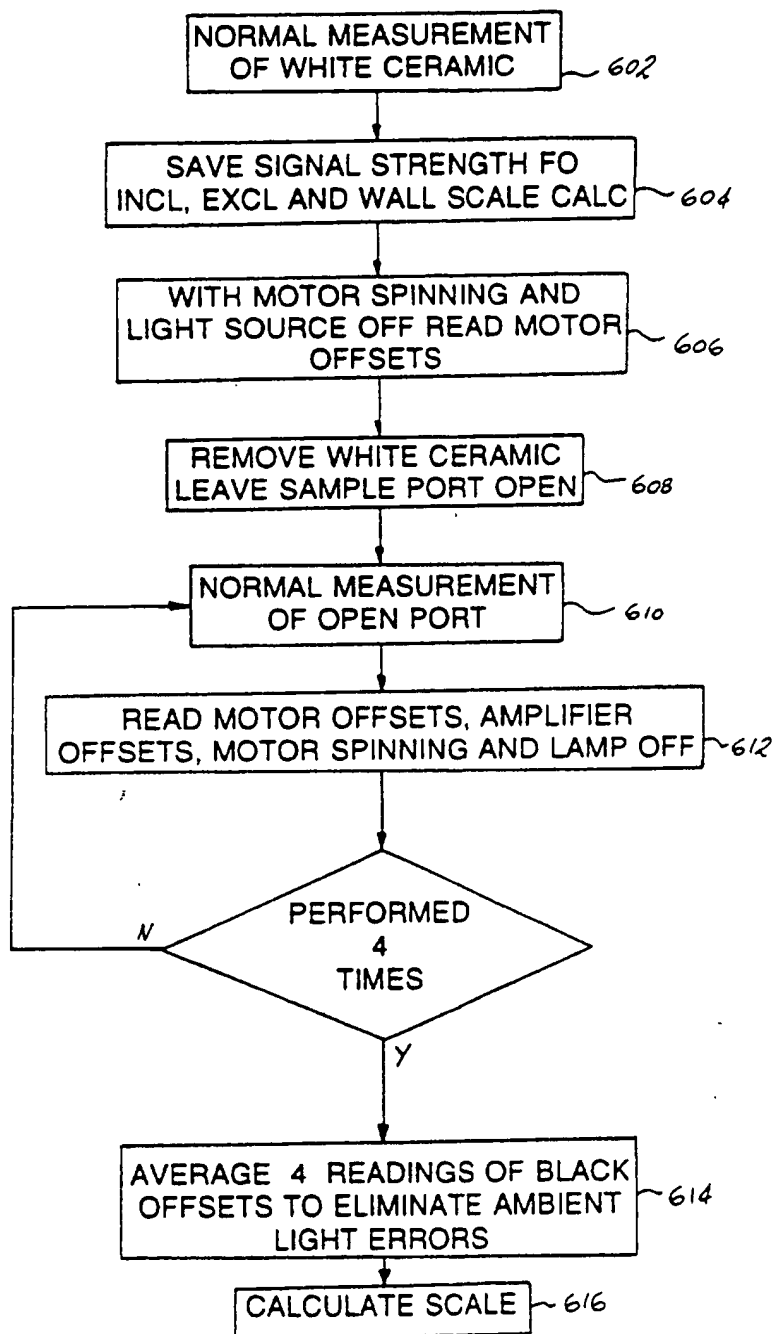 NORMAL MEASUREMENT
OF WHITE CERAMIC
602
SAVE SIGNAL STRENGTH FO
INCL, EXCL AND WALL SCALE CALC
604
WITH MOTOR SPINNING AND
LIGHT SOURCE OFF READ MOTOR
OFFSETS
606
REMOVE WHITE CERAMIC
LEAVE SAMPLE PORT OPEN
608
NORMAL MEASUREMENT
OF OPEN PORT
610
READ MOTOR OFFSETS, AMPLIFIER
OFFSETS, MOTOR SPINNING AND LAMP OFF
612
PERFORMED
4
TIMES
N
Y
AVERAGE 4 READINGS OF BLACK
OFFSETS TO ELIMINATE AMBIENT
LIGHT ERRORS
614
CALCULATE SCALE
616